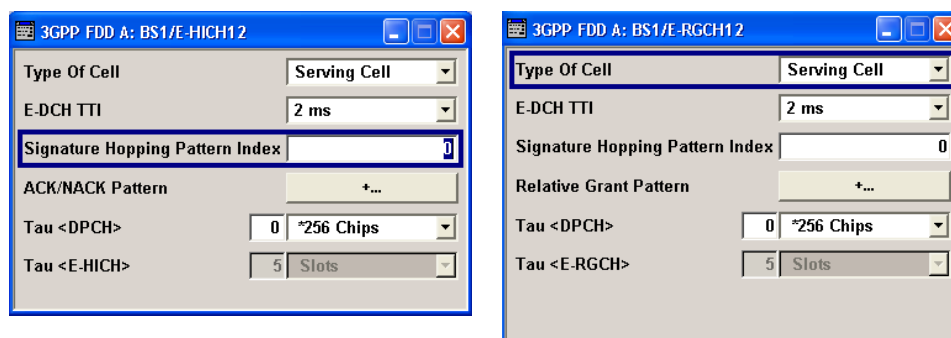 3GPP FDD A: BS1/E-HICH12
Type Of Cell Serving Cell
E-DCH TTI 2 ms
Signature Hopping Pattern Index 0
ACK/NACK Pattern +...
Tau <DPCH> 0 *256 Chips
Tau <E-HICH> 5 Slots
3GPP FDD A: BS1/E-RGCH12
Type Of Cell Serving Cell
E-DCH TTI 2 ms
Signature Hopping Pattern Index 0
Relative Grant Pattern +...
Tau <DPCH> 0 *256 Chips
Tau <E-RGCH> 5 Slots